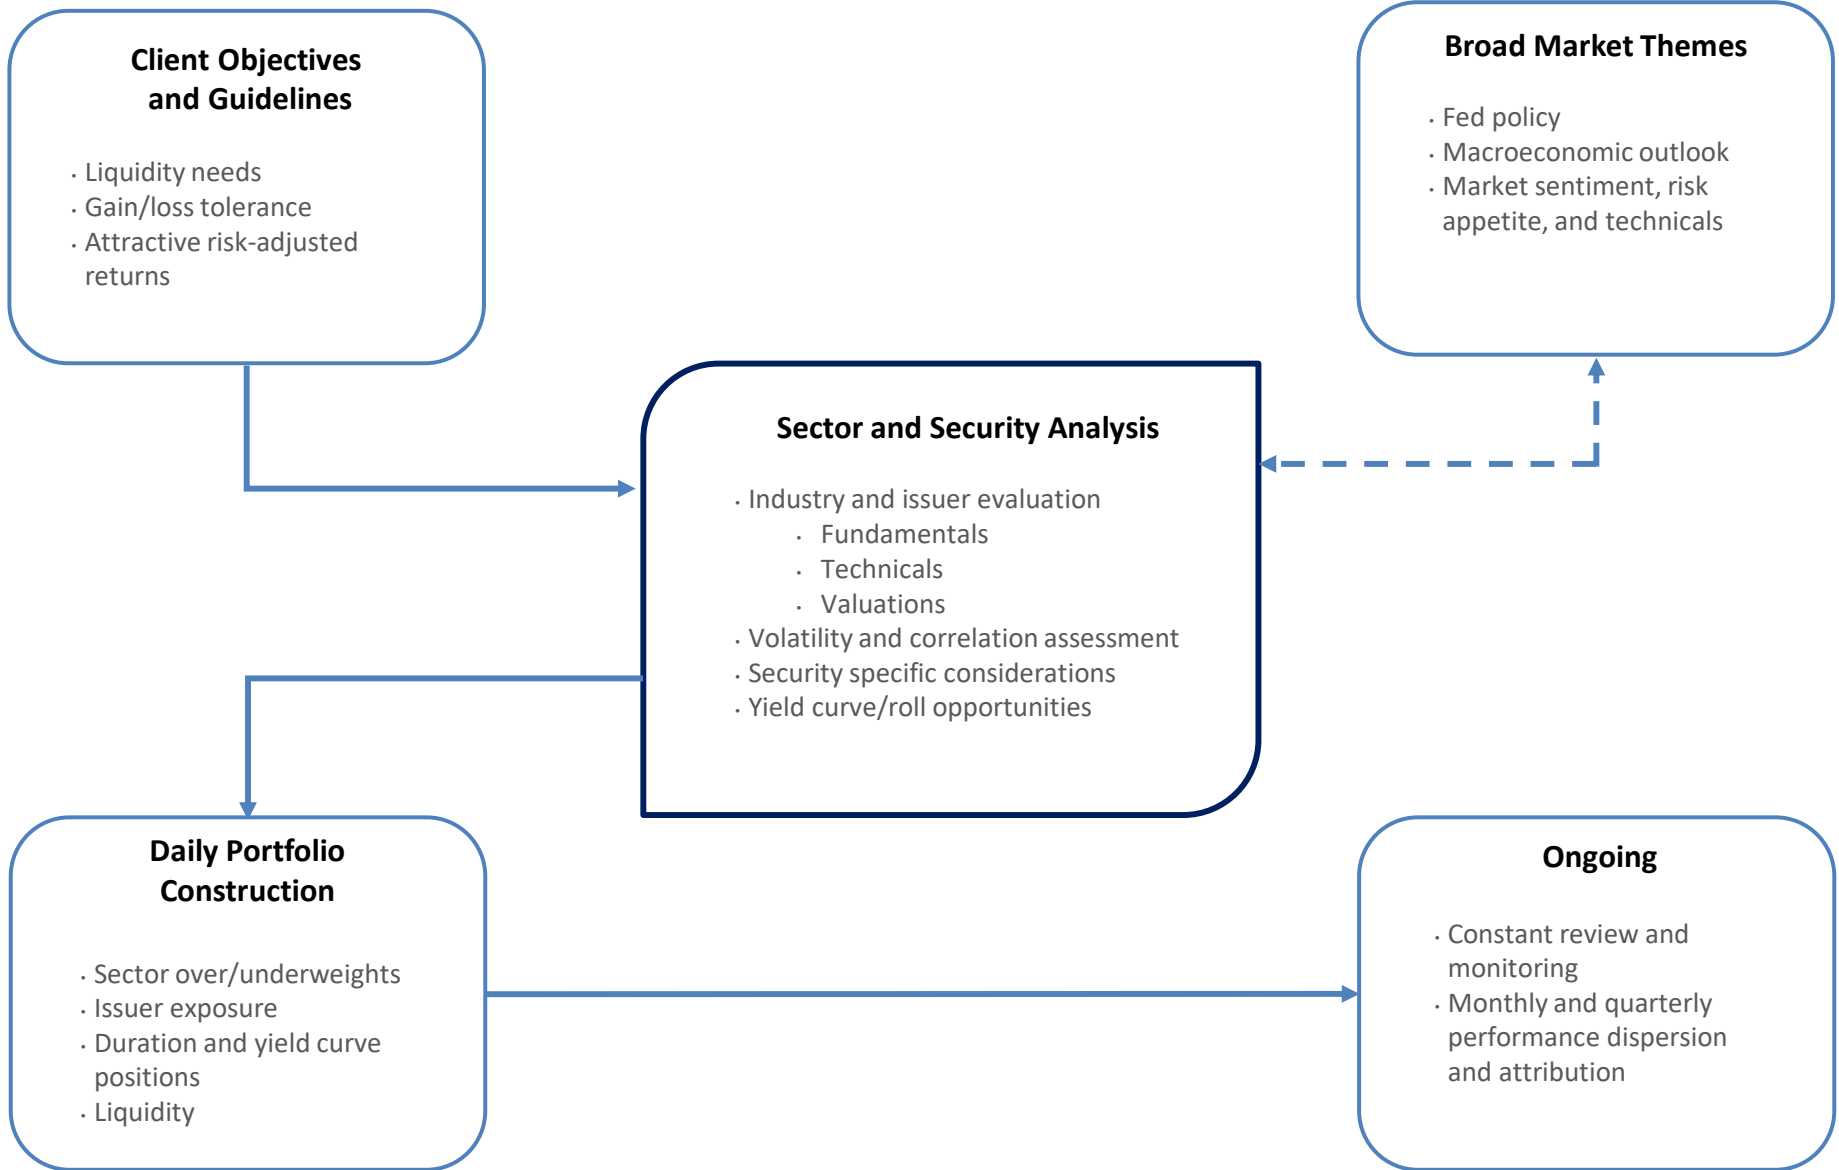 Client Objectives
and Guidelines
· Liquidity needs
· Gain/loss tolerance
· Attractive risk-adjusted
returns
Broad Market Themes
· Fed policy
· Macroeconomic outlook
· Market sentiment, risk
appetite, and technicals
Sector and Security Analysis
· Industry and issuer evaluation
· Fundamentals
· Technicals
· Valuations
· Volatility and correlation assessment
· Security specific considerations
· Yield curve/roll opportunities
Daily Portfolio
Construction
· Sector over/underweights
· Issuer exposure
· Duration and yield curve
positions
· Liquidity
Ongoing
· Constant review and
monitoring
· Monthly and quarterly
performance dispersion
and attribution